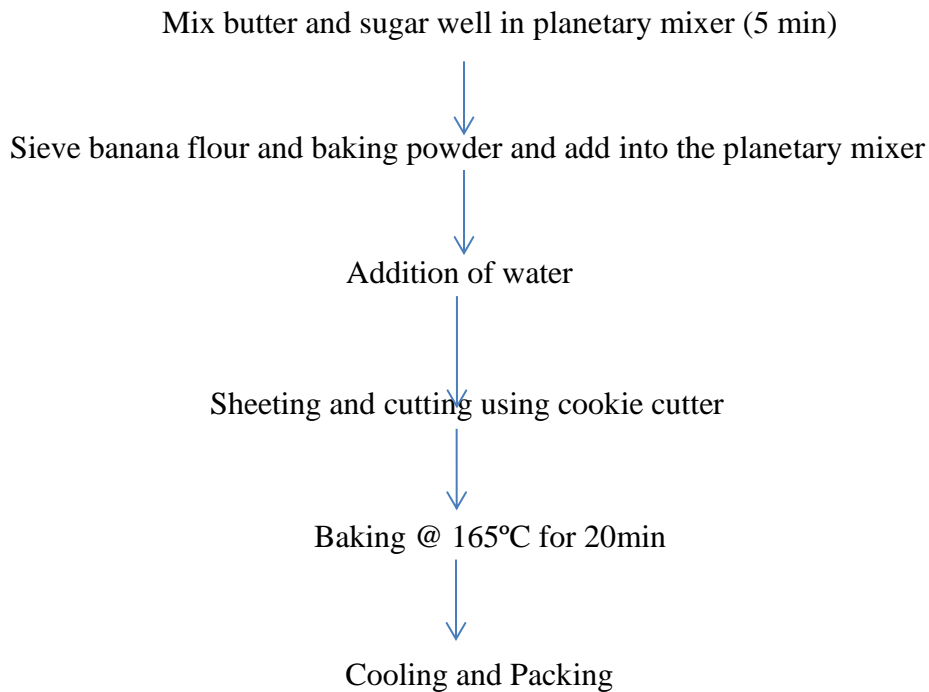 Mix butter and sugar well in planetary mixer (5 min)
Sieve banana flour and baking powder and add into the planetary mixer
Addition of water
Sheeting and cutting using cookie cutter
Baking @ 165ºC for 20min
Cooling and Packing